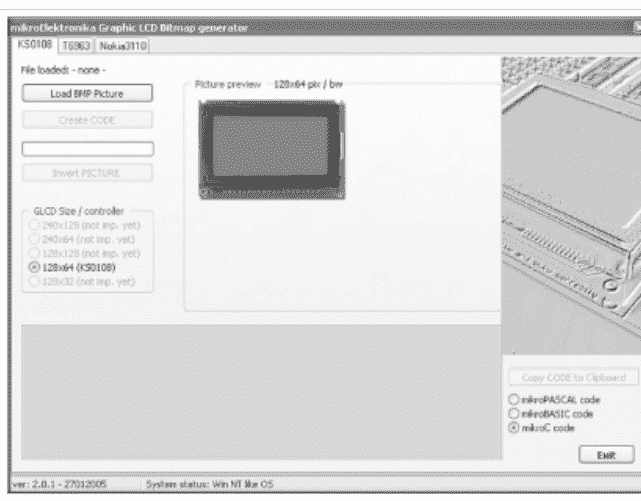 mikroElektronika Graphic LCD Bitmap generator
KS0108 T6963 Nokia3110
File loaded: - none -
Load BMP Picture
Create CODE
Invert PICTURE
GLCD Size / controller
240x128 (not imp. yet)
240x64 (not imp. yet)
128x128 (not imp. yet)
128x64 (KS0108)
128x32 (not imp. yet)
Picture preview 128x64 pix / bw
Copy CODE to Clipboard
mikroPASCAL code
mikroBASIC code
mikroC code
Exit
ver: 2.0.1 - 27012005 System status: Win NT like OS